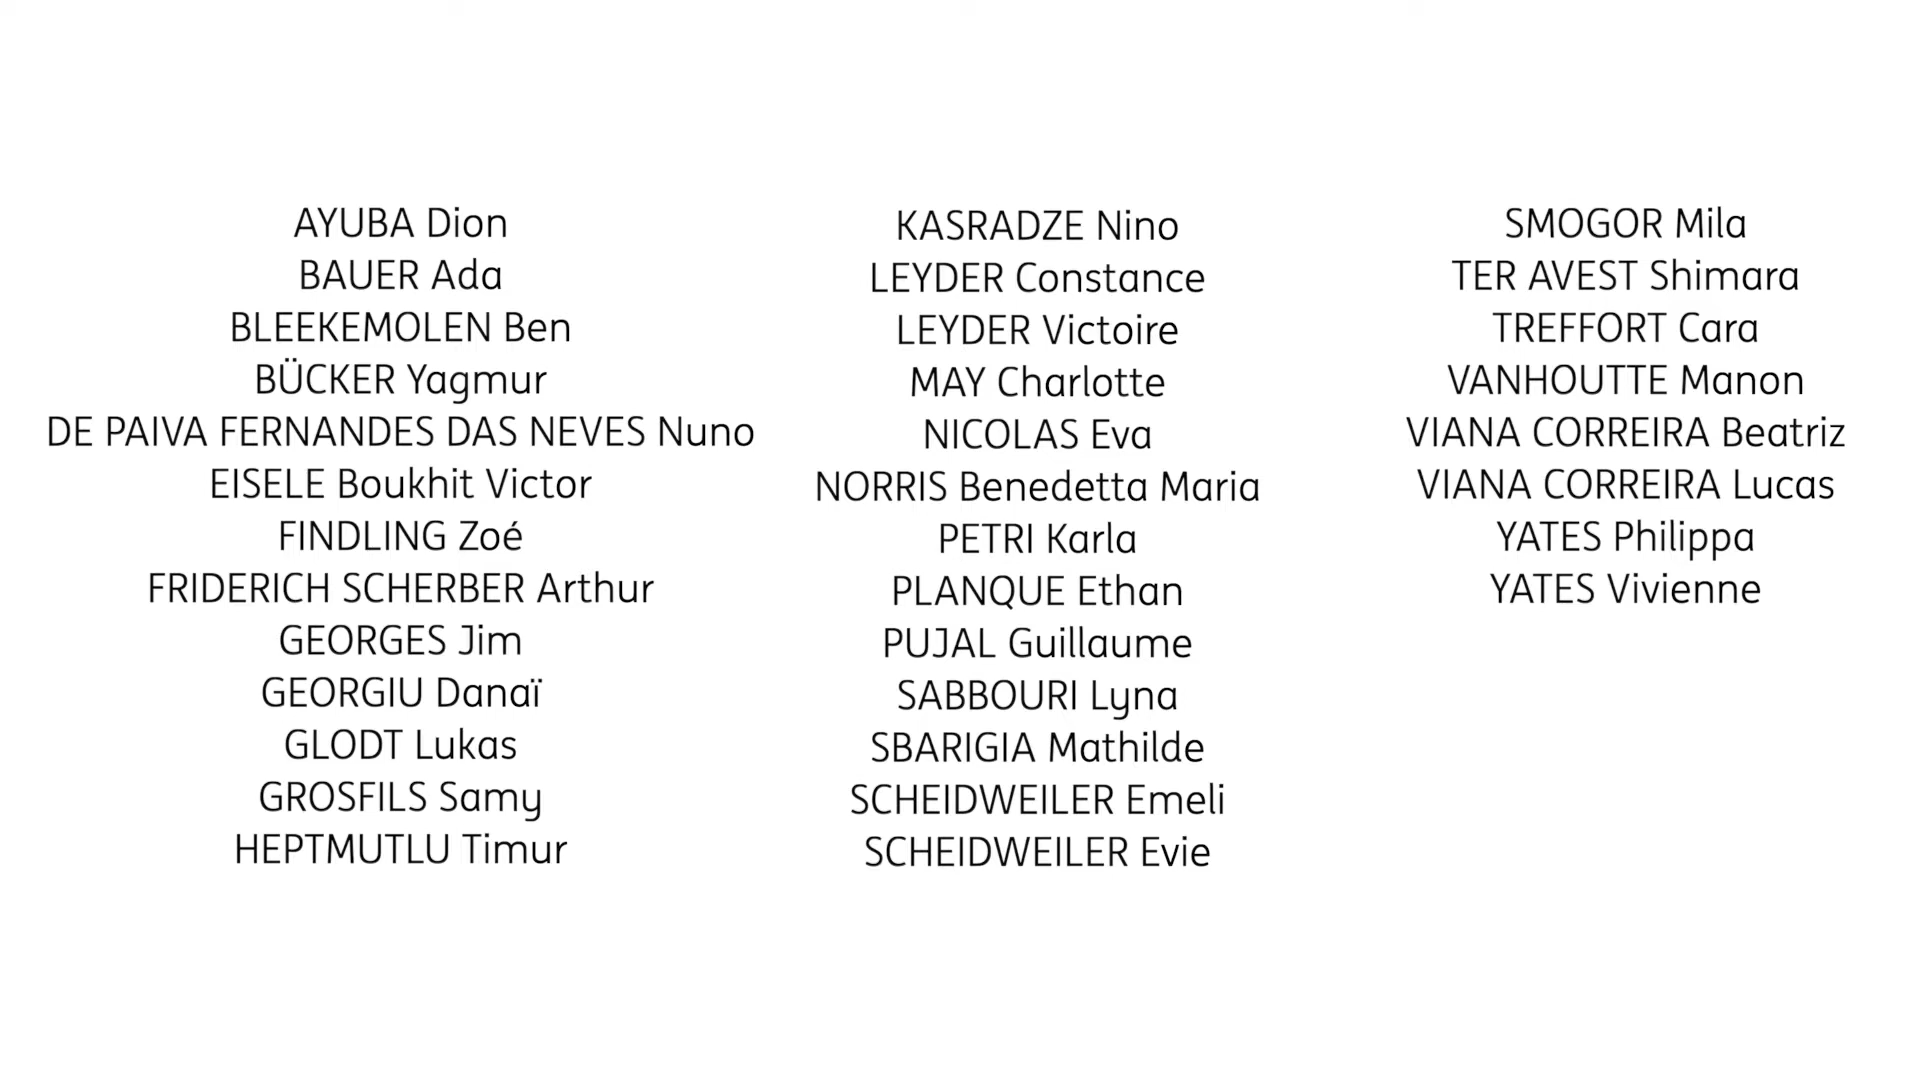 AYUBA Dion
BAUER Ada
BLEEKEMOLEN Ben
BÜCKER Yagmur
DE PAIVA FERNANDES DAS NEVES Nuno
EISELE Boukhit Victor
FINDLING Zoé
FRIDERICH SCHERBER Arthur
GEORGES Jim
GEORGIU Danaï
GLODT Lukas
GROSFILS Samy
HEPTMUTLU Timur
KASRADZE Nino
LEYDER Constance
LEYDER Victoire
MAY Charlotte
NICOLAS Eva
NORRIS Benedetta Maria
PETRI Karla
PLANQUE Ethan
PUJAL Guillaume
SABBOURI Lyna
SBARIGIA Mathilde
SCHEIDWEILER Emeli
SCHEIDWEILER Evie
SMOGOR Mila
TER AVEST Shimara
TREFFORT Cara
VANHOUTTE Manon
VIANA CORREIRA Beatriz
VIANA CORREIRA Lucas
YATES Philippa
YATES Vivienne